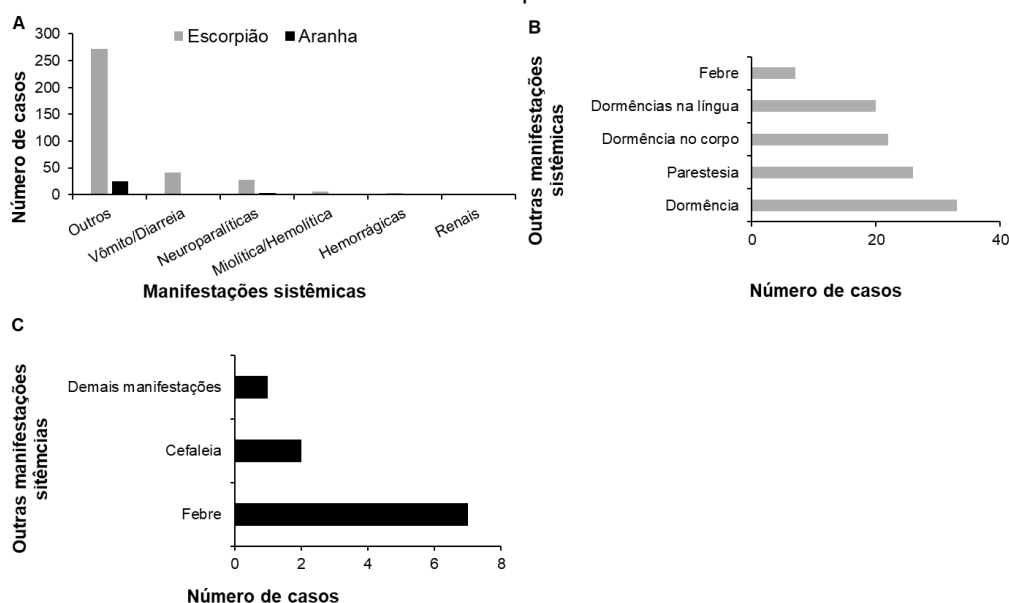 A
Número de casos
300
250
200
150
100
50
0
Escorpião
Aranha
Outros
Vômito/Diarreia
Neuroparalíticas
Miolítica/Hemolítica
Hemorrágicas
Renais
Manifestações sistêmicas
B
Outras manifestações
sistêmicas
Febre
Dormências na língua
Dormência no corpo
Parestesia
Dormência
0
20
40
Número de casos
C
Outras manifestações
sitêmcias
Demais manifestações
Cefaleia
Febre
0
2
4
6
8
Número de casos